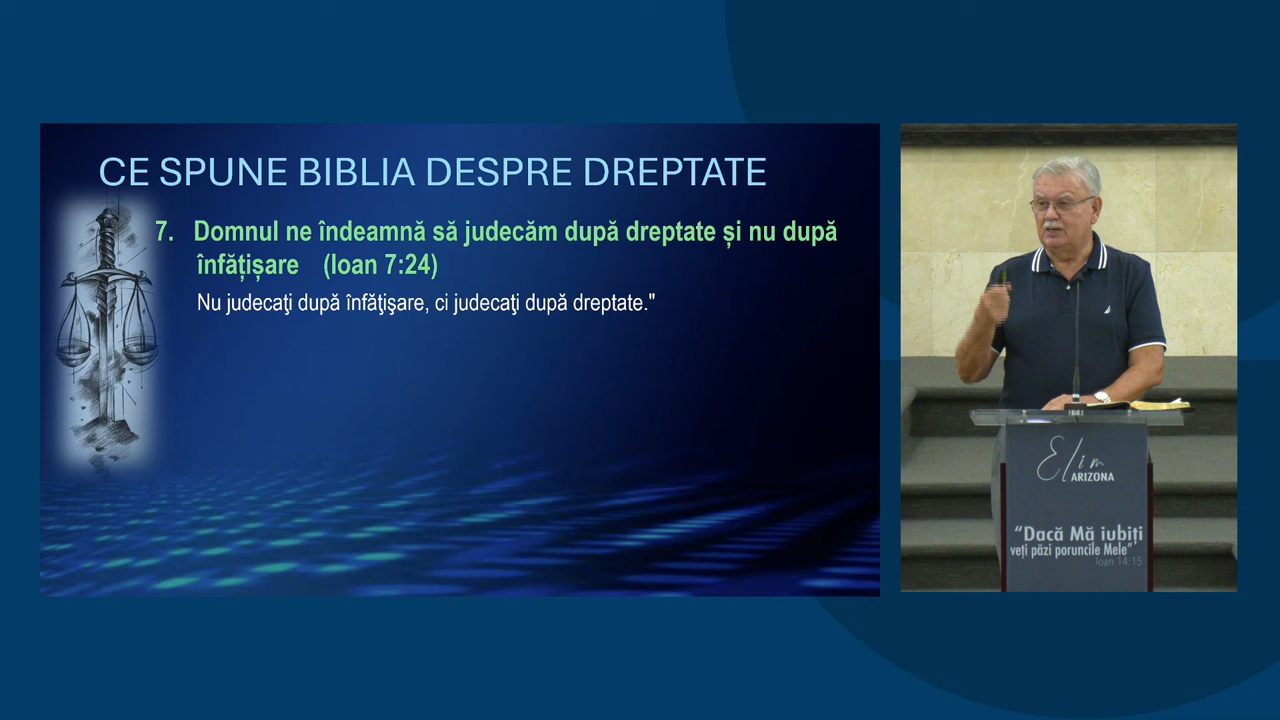 CE SPUNE BIBLIA DESPRE DREPTATE
7. Domnul ne îndeamnă să judecăm după dreptate și nu după
înfățișare (Ioan 7:24)
Nu judecaţi după înfăţişare, ci judecaţi după dreptate."
Elim
ARIZONA
“Dacă Mă iubiți
veți păzi poruncile Mele”
Ioan 14:15